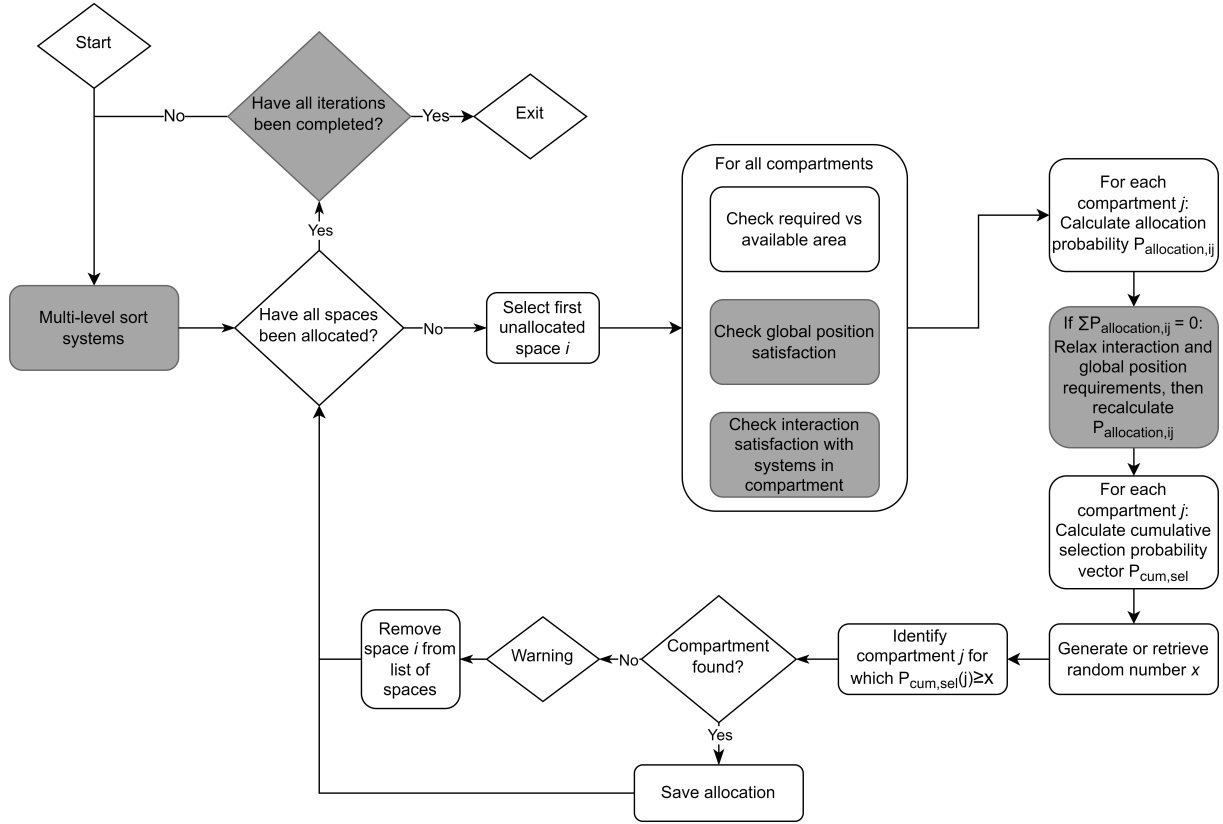 Start
Have all iterations
been completed?
No
Yes
Exit
Yes
Multi-level sort
systems
Have all spaces
been allocated?
No
Select first
unallocated
space i
For all compartments
Check required vs
available area
Check global position
satisfaction
Check interaction
satisfaction with
systems in
compartment
For each
compartment j:
Calculate allocation
probability Pallocation,ij
If ∑Pallocation,ij = 0:
Relax interaction and
global position
requirements, then
recalculate
Pallocation,ij
For each
compartment j:
Calculate cumulative
selection probability
vector Pcum,sel
Generate or retrieve
random number x
Identify
compartment j for
which Pcum,sel(j)≥x
Compartment
found?
No
Warning
Remove
space i from
list of
spaces
Yes
Save allocation